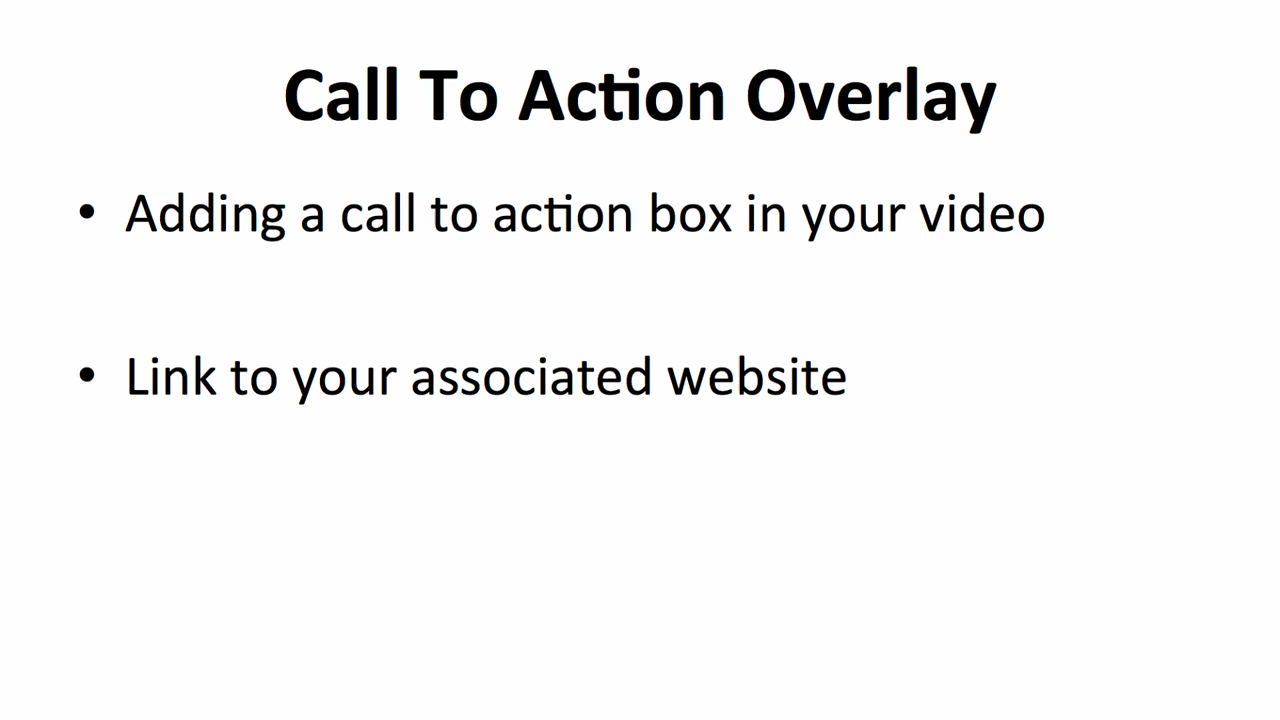 Call To Action Overlay
• Adding a call to action box in your video
• Link to your associated website